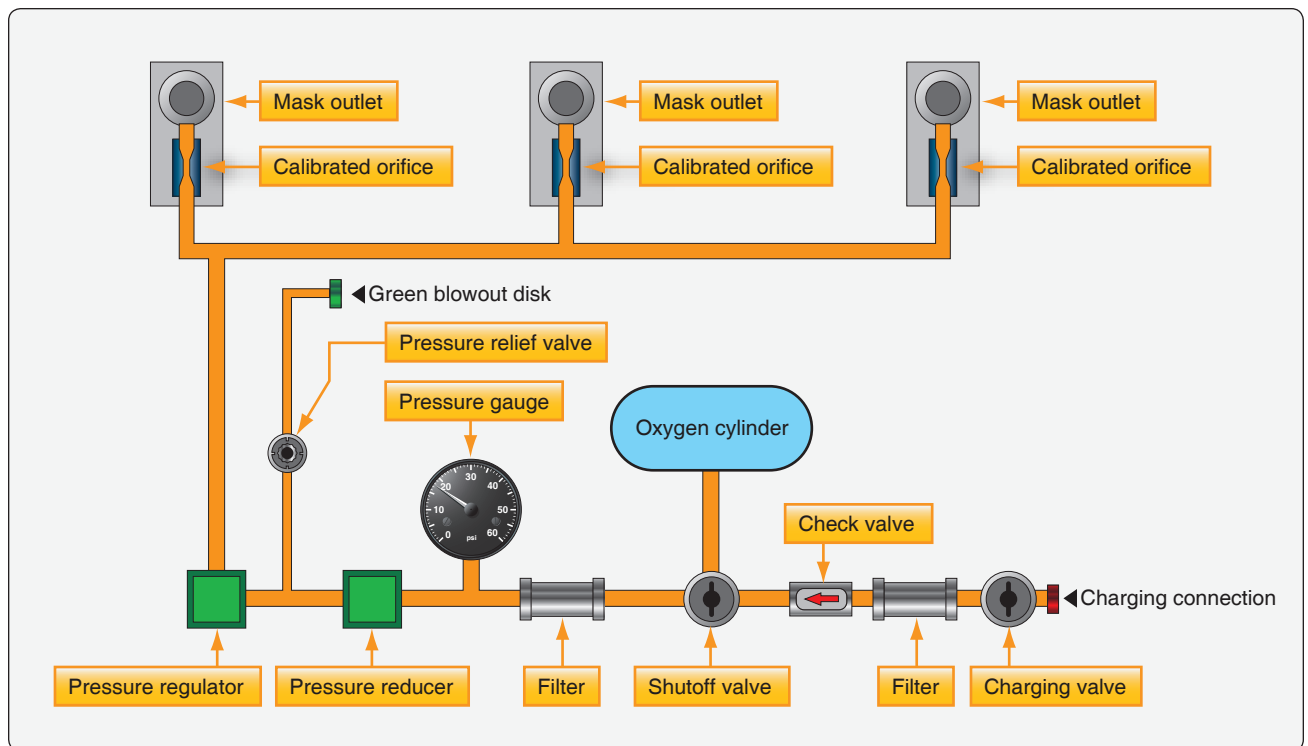 Mask outlet
Mask outlet
Mask outlet
Calibrated orifice
Calibrated orifice
Calibrated orifice
Green blowout disk
Pressure relief valve
Pressure gauge
Oxygen cylinder
0
10
20
30
40
50
60
psi
Check valve
Charging connection
Pressure regulator
Pressure reducer
Filter
Shutoff valve
Filter
Charging valve